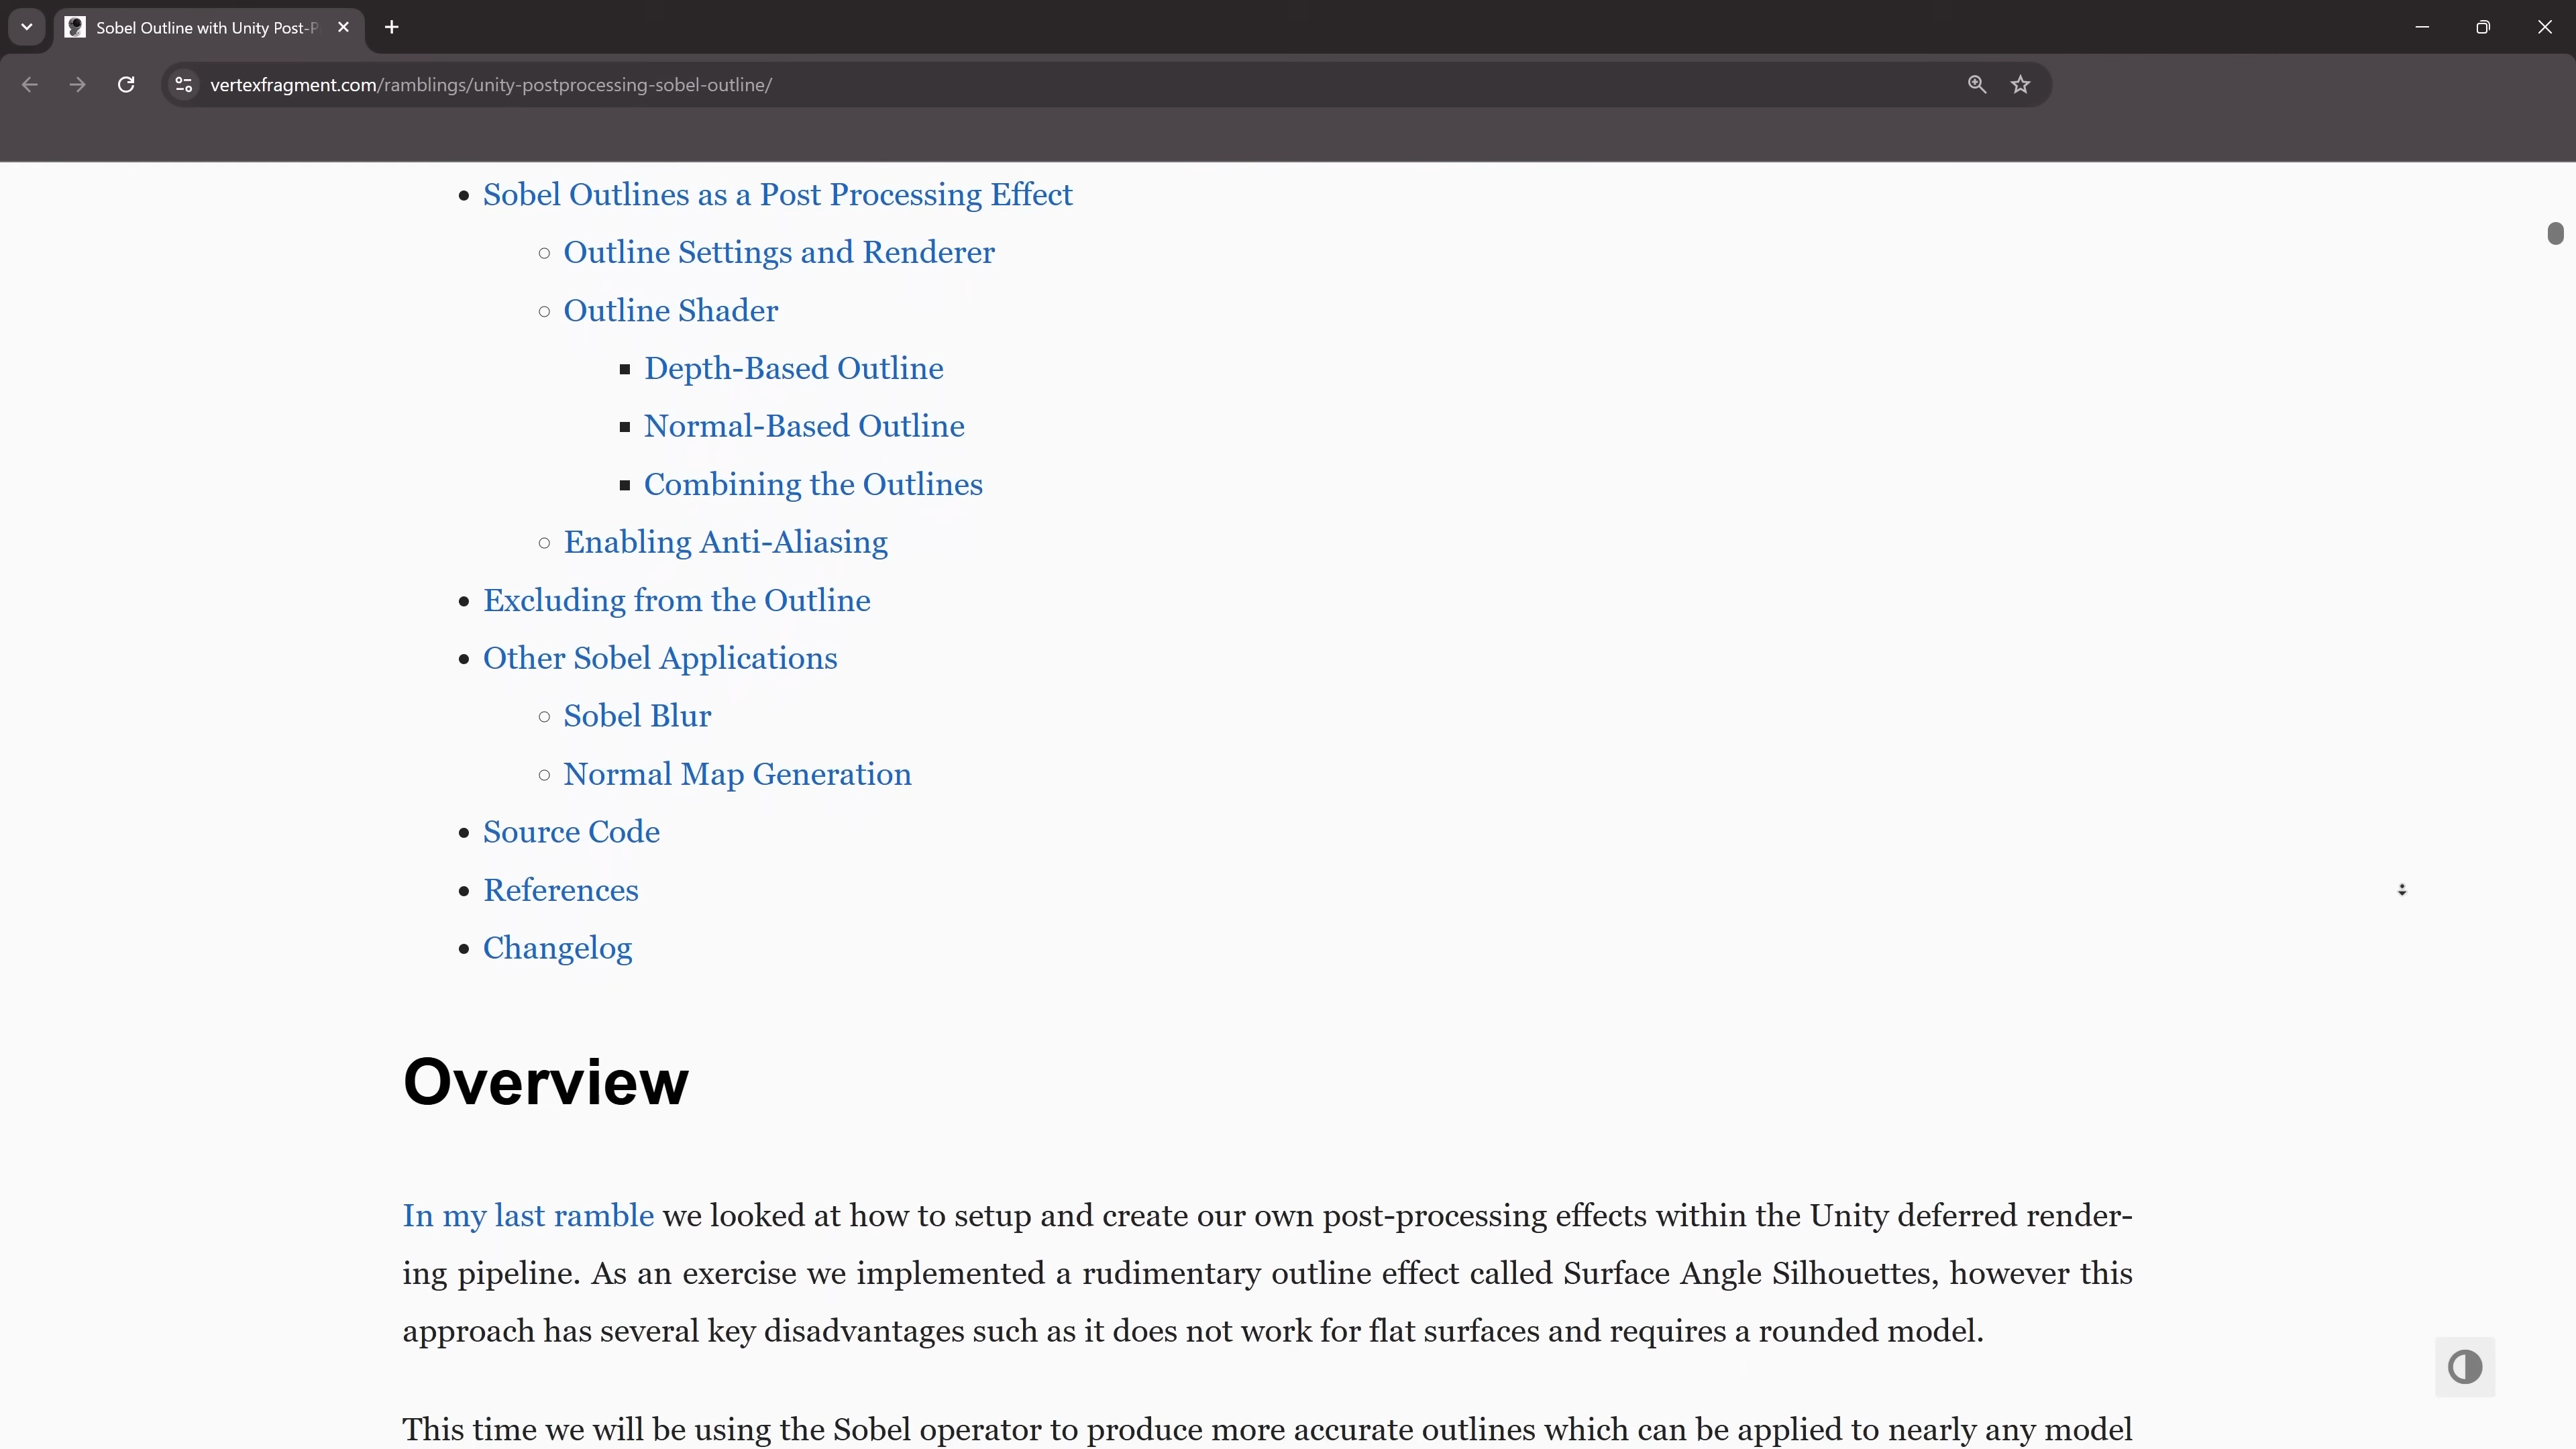 Sobel Outline with Unity Post-P
vertexfragment.com/ramblings/unity-postprocessing-sobel-outline/
Sobel Outlines as a Post Processing Effect
Outline Settings and Renderer
Outline Shader
Depth-Based Outline
Normal-Based Outline
Combining the Outlines
Enabling Anti-Aliasing
Excluding from the Outline
Other Sobel Applications
Sobel Blur
Normal Map Generation
Source Code
References
Changelog
Overview
In my last ramble we looked at how to setup and create our own post-processing effects within the Unity deferred render-
ing pipeline. As an exercise we implemented a rudimentary outline effect called Surface Angle Silhouettes, however this
approach has several key disadvantages such as it does not work for flat surfaces and requires a rounded model.
This time we will be using the Sobel operator to produce more accurate outlines which can be applied to nearly any model